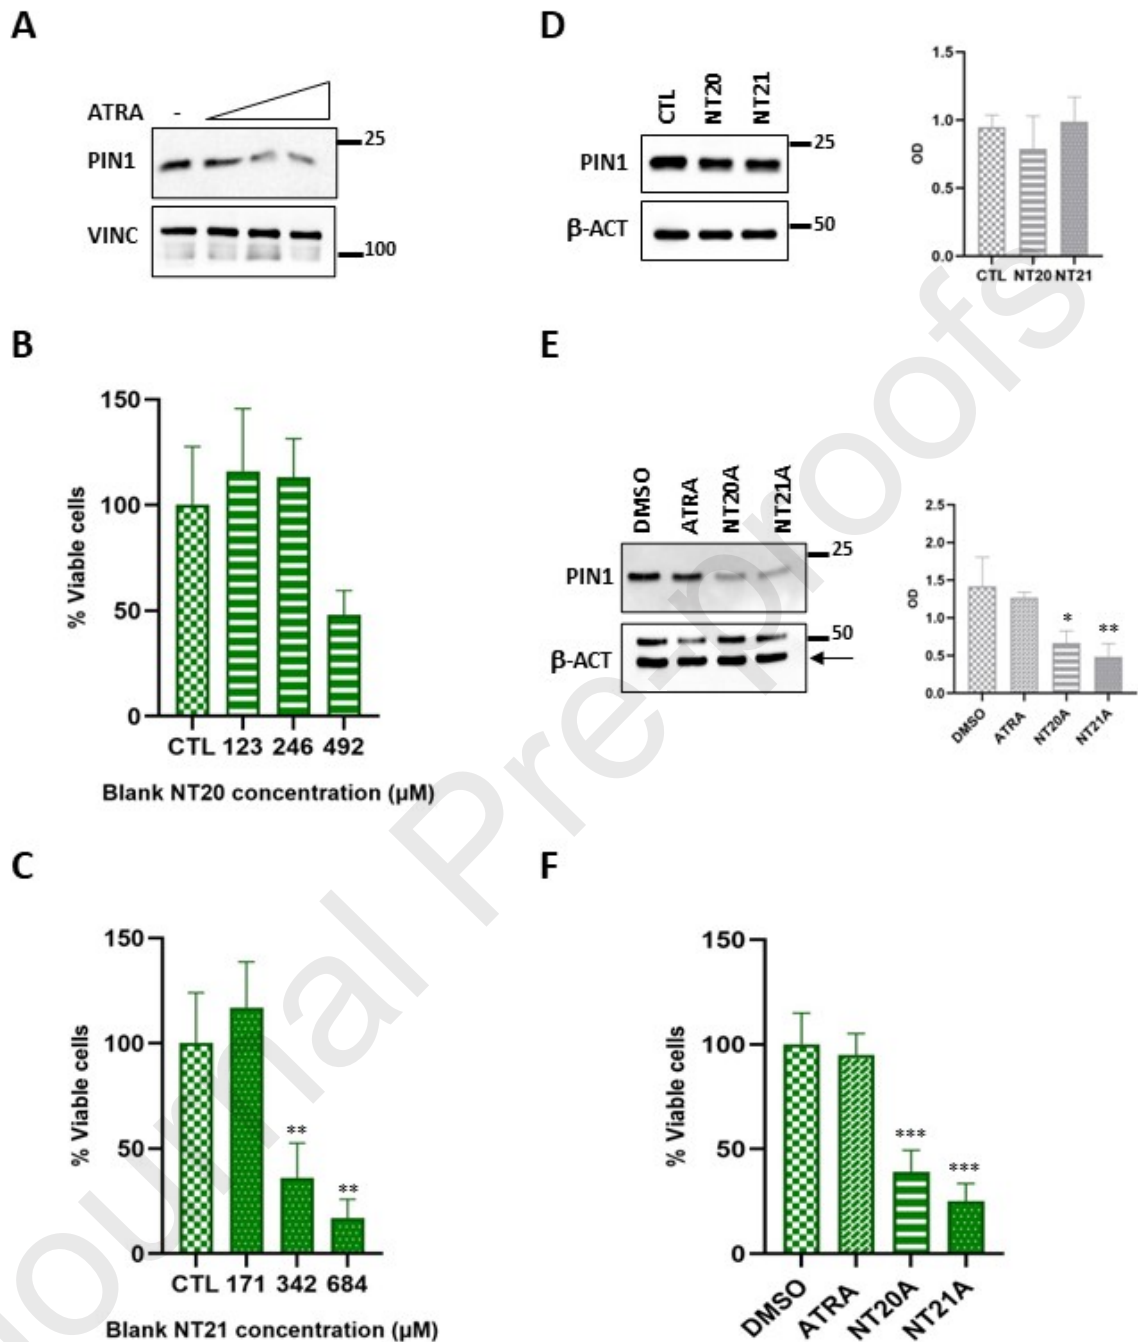 A
ATRA -
PIN1
25
VINC
100
B
% Viable cells
150
100
50
0
CTL 123 246 492
Blank NT20 concentration (µM)
C
% Viable cells
150
100
50
0
** **
CTL 171 342 684
Blank NT21 concentration (µM)
D
CTL NT20 NT21
PIN1
25
β-ACT
50
OD
1.5
1.0
0.5
0.0
CTL NT20 NT21
E
DMSO ATRA NT20A NT21A
PIN1
25
β-ACT
50
OD
2.5
2.0
1.5
1.0
0.5
0.0
* **
DMSO ATRA NT20A NT21A
F
% Viable cells
150
100
50
0
*** ***
DMSO ATRA NT20A NT21A
Journal Pre-proofs